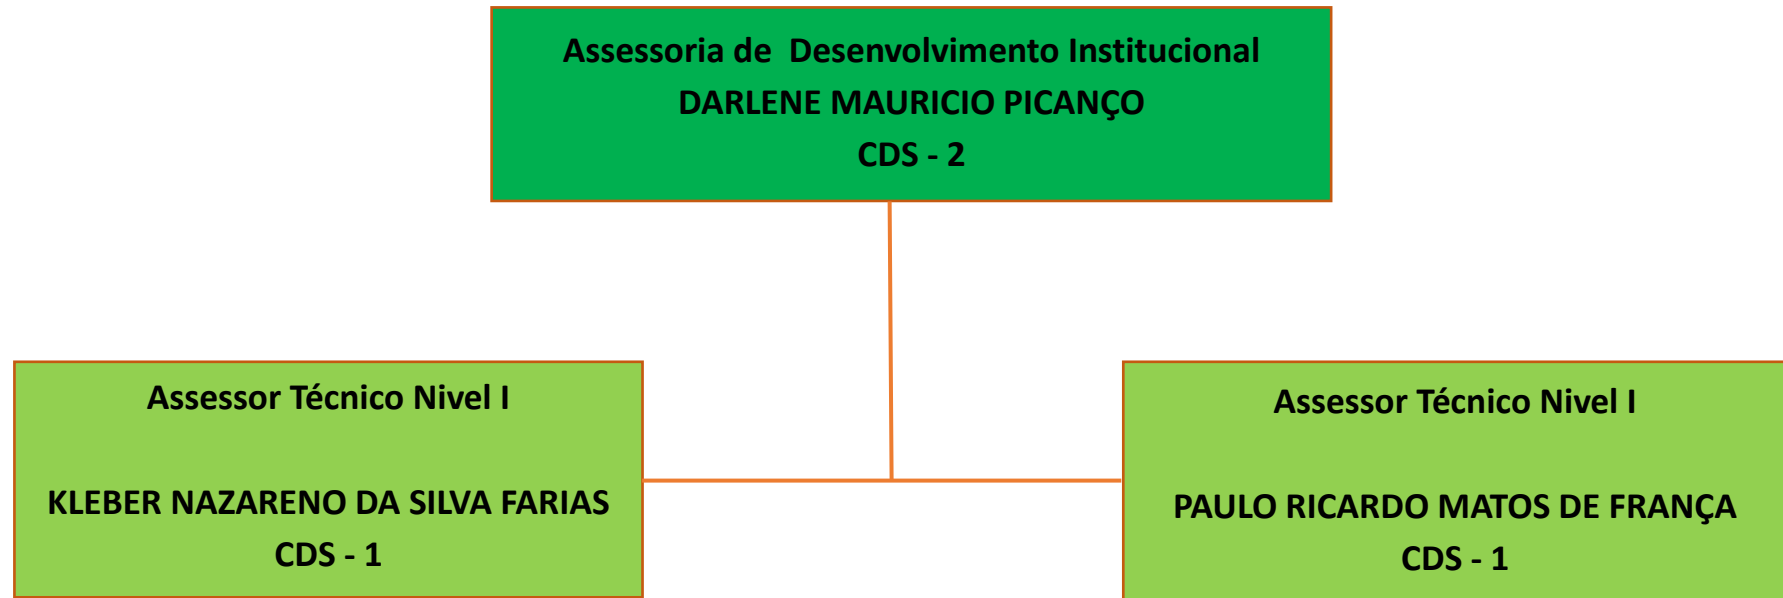 Assessoria de  Desenvolvimento Institucional
DARLENE MAURICIO PICANÇO
CDS - 2
Assessor Técnico Nivel I
KLEBER NAZARENO DA SILVA FARIAS
CDS - 1
Assessor Técnico Nivel I
PAULO RICARDO MATOS DE FRANÇA
CDS - 1